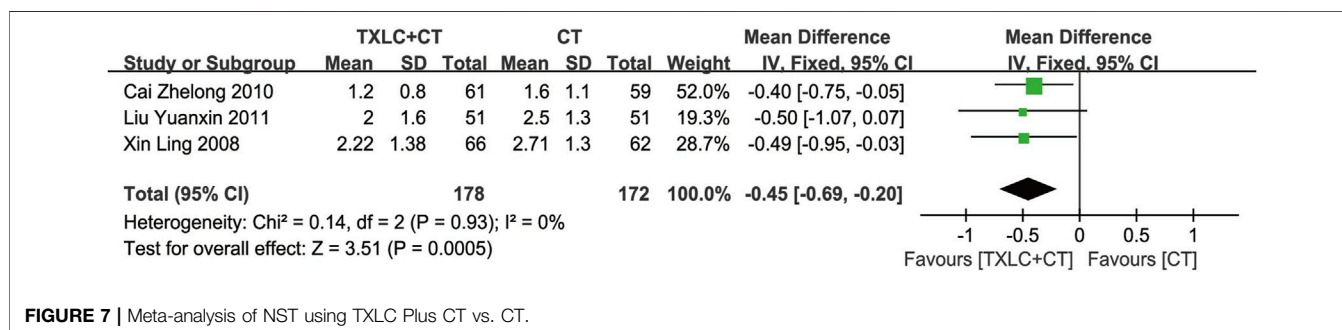 TXLC+CT CT Mean Difference Mean Difference
Study or Subgroup Mean SD Total Mean SD Total Weight IV, Fixed, 95% CI IV, Fixed, 95% CI
Cai Zhelong 2010 1.2 0.8 61 1.6 1.1 59 52.0% -0.40 [-0.75, -0.05]
Liu Yuanxin 2011 2 1.6 51 2.5 1.3 51 19.3% -0.50 [-1.07, 0.07]
Xin Ling 2008 2.22 1.38 66 2.71 1.3 62 28.7% -0.49 [-0.95, -0.03]
Total (95% CI) 178 172 100.0% -0.45 [-0.69, -0.20]
Heterogeneity: Chi² = 0.14, df = 2 (P = 0.93); I² = 0%
Test for overall effect: Z = 3.51 (P = 0.0005)
-1 -0.5 0 0.5 1
Favours [TXLC+CT] Favours [CT]
FIGURE 7 | Meta-analysis of NST using TXLC Plus CT vs. CT.